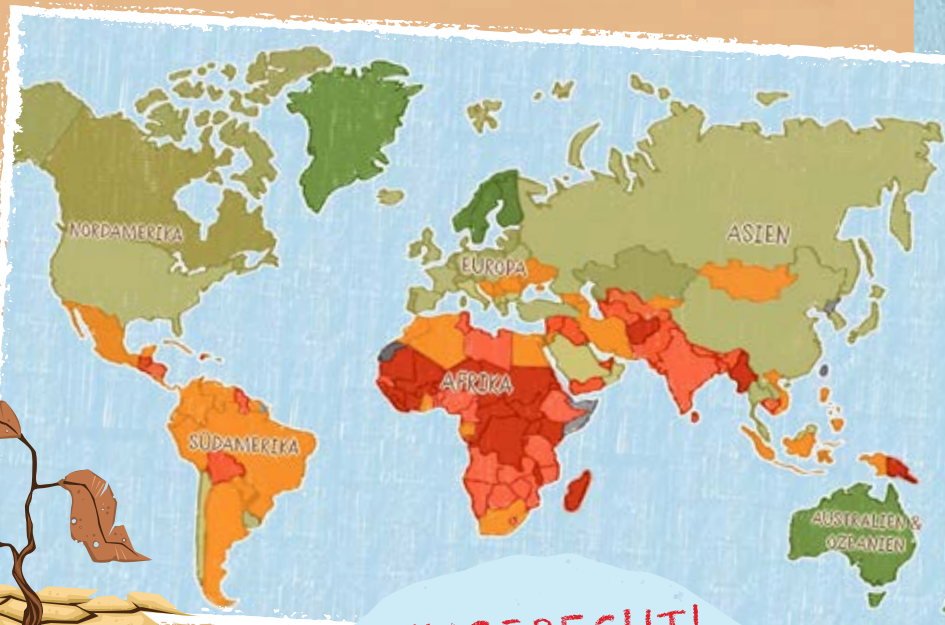 NORDAMERIKA
ASIEN
EUROPA
AFRIKA
SÜDAMERIKA
AUSTRALIEN &
OZEANIEN